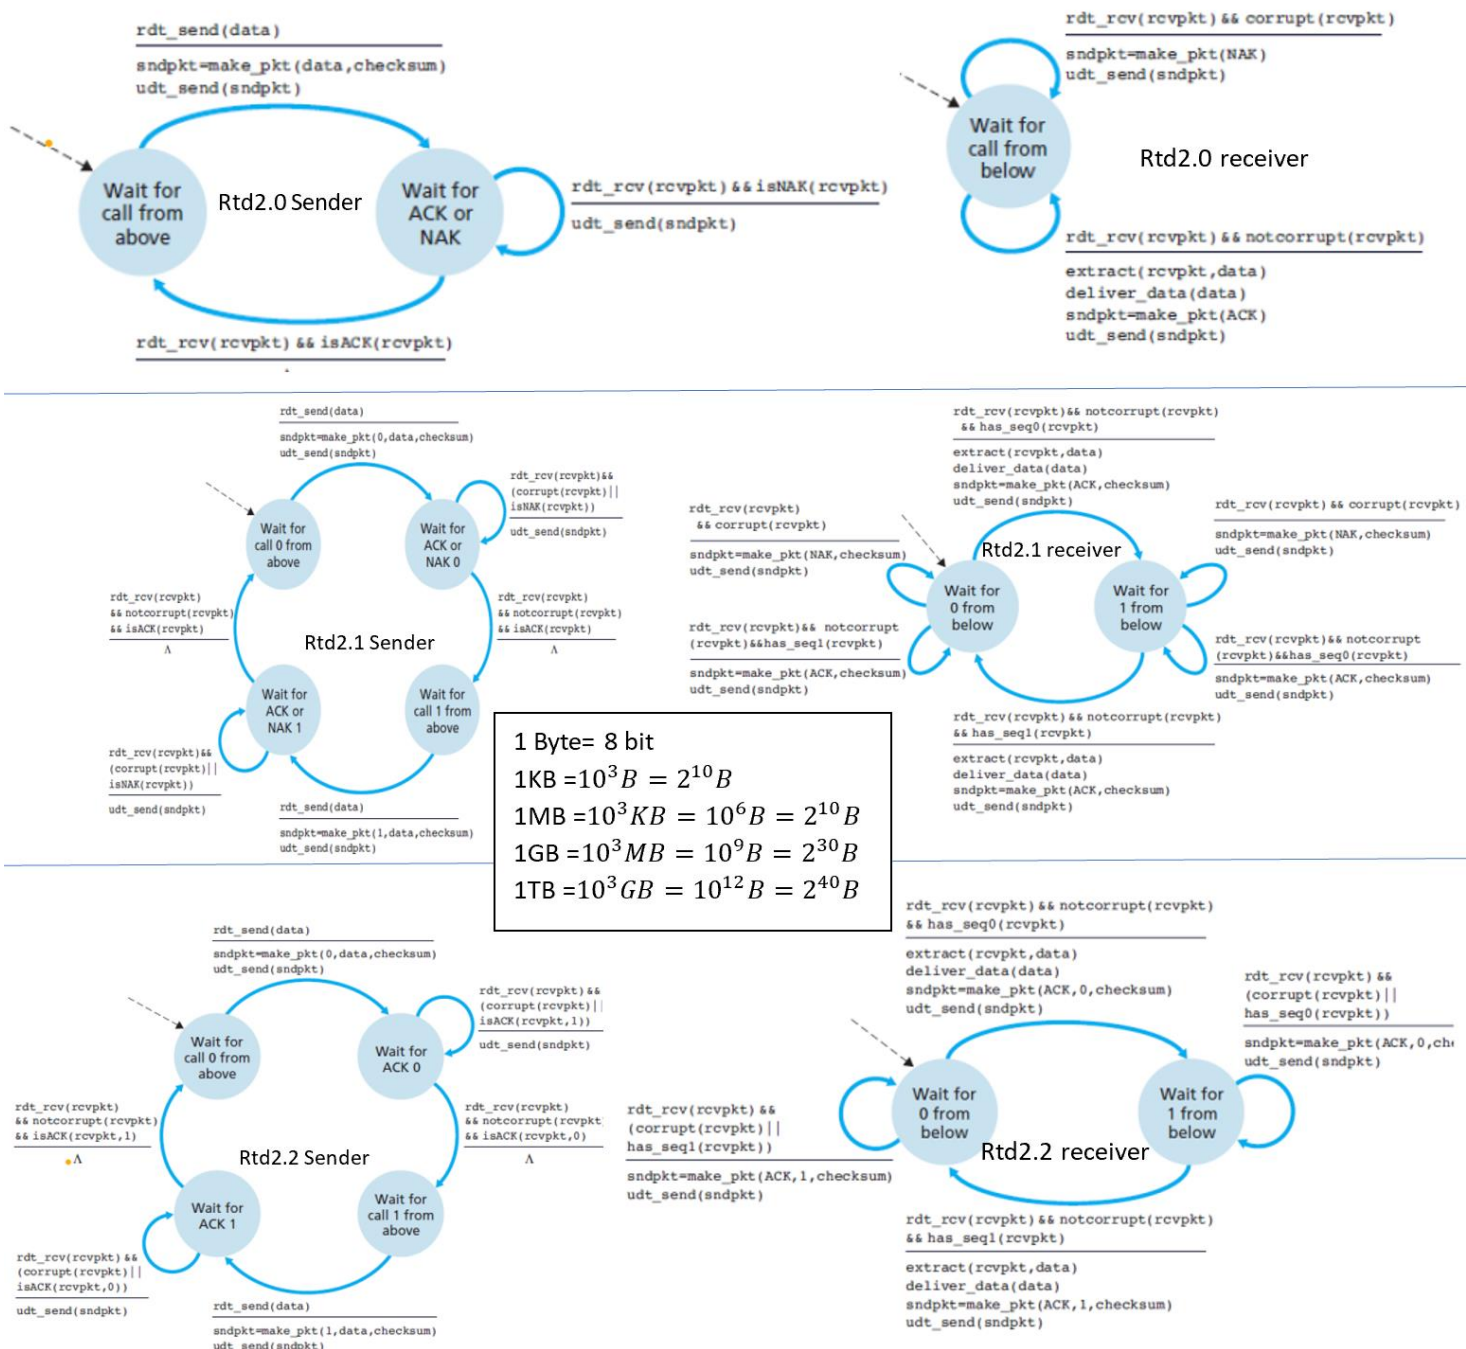 rdt_send(data)
sndpkt=make_pkt(data,checksum)
udt_send(sndpkt)
Wait for
call from
above
Rtd2.0 Sender
Wait for
ACK or
NAK
rdt_rcv(rcvpkt)&&isNAK(rcvpkt)
udt_send(sndpkt)
rdt_rcv(rcvpkt)&&isACK(rcvpkt)
rdt_rcv(rcvpkt)&&corrupt(rcvpkt)
sndpkt=make_pkt(NAK)
udt_send(sndpkt)
Wait for
call from
below
Rtd2.0 receiver
rdt_rcv(rcvpkt)&&notcorrupt(rcvpkt)
extract(rcvpkt,data)
deliver_data(data)
sndpkt=make_pkt(ACK)
udt_send(sndpkt)
rdt_send(data)
sndpkt=make_pkt(0,data,checksum)
udt_send(sndpkt)
Wait for
call 0 from
above
Wait for
ACK or
NAK 0
rdt_rcv(rcvpkt)&&
(corrupt(rcvpkt)||
isNAK(rcvpkt))
udt_send(sndpkt)
rdt_rcv(rcvpkt)
&&notcorrupt(rcvpkt)
&&isACK(rcvpkt)
Λ
Rtd2.1 Sender
rdt_rcv(rcvpkt)
&&notcorrupt(rcvpkt)
&&isACK(rcvpkt)
Λ
Wait for
ACK or
NAK 1
Wait for
call 1 from
above
rdt_rcv(rcvpkt)&&
(corrupt(rcvpkt)||
isNAK(rcvpkt))
udt_send(sndpkt)
rdt_send(data)
sndpkt=make_pkt(1,data,checksum)
udt_send(sndpkt)
rdt_rcv(rcvpkt)&& notcorrupt(rcvpkt)
&& has_seq0(rcvpkt)
extract(rcvpkt,data)
deliver_data(data)
sndpkt=make_pkt(ACK,checksum)
udt_send(sndpkt)
rdt_rcv(rcvpkt)
&& corrupt(rcvpkt)
sndpkt=make_pkt(NAK,checksum)
udt_send(sndpkt)
Rtd2.1 receiver
rdt_rcv(rcvpkt) && corrupt(rcvpkt)
sndpkt=make_pkt(NAK,checksum)
udt_send(sndpkt)
Wait for
0 from
below
Wait for
1 from
below
rdt_rcv(rcvpkt)&& notcorrupt
(rcvpkt)&&has_seq1(rcvpkt)
sndpkt=make_pkt(ACK,checksum)
udt_send(sndpkt)
rdt_rcv(rcvpkt)&& notcorrupt
(rcvpkt)&&has_seq0(rcvpkt)
sndpkt=make_pkt(ACK,checksum)
udt_send(sndpkt)
rdt_rcv(rcvpkt) && notcorrupt(rcvpkt)
&& has_seq1(rcvpkt)
extract(rcvpkt,data)
deliver_data(data)
sndpkt=make_pkt(ACK,checksum)
udt_send(sndpkt)
1 Byte= 8 bit
1KB =10³B = 2¹⁰B
1MB =10³KB = 10⁶B = 2¹⁰B
1GB =10³MB = 10⁹B = 2³⁰B
1TB =10³GB = 10¹²B = 2⁴⁰B
rdt_send(data)
sndpkt=make_pkt(0,data,checksum)
udt_send(sndpkt)
Wait for
call 0 from
above
Wait for
ACK 0
rdt_rcv(rcvpkt)&&
(corrupt(rcvpkt)||
isACK(rcvpkt,1))
udt_send(sndpkt)
rdt_rcv(rcvpkt)
&&notcorrupt(rcvpkt)
&&isACK(rcvpkt,1)
Λ
Rtd2.2 Sender
rdt_rcv(rcvpkt)
&&notcorrupt(rcvpkt
&&isACK(rcvpkt,0)
Λ
Wait for
ACK 1
Wait for
call 1 from
above
rdt_rcv(rcvpkt)&&
(corrupt(rcvpkt)||
isACK(rcvpkt,0))
udt_send(sndpkt)
rdt_send(data)
sndpkt=make_pkt(1,data,checksum)
udt_send(sndpkt)
rdt_rcv(rcvpkt)&&notcorrupt(rcvpkt)
&&has_seq0(rcvpkt)
extract(rcvpkt,data)
deliver_data(data)
sndpkt=make_pkt(ACK,0,checksum)
udt_send(sndpkt)
rdt_rcv(rcvpkt) &&
(corrupt(rcvpkt)||
has_seq0(rcvpkt))
sndpkt=make_pkt(ACK,0,che
udt_send(sndpkt)
Wait for
0 from
below
Wait for
1 from
below
rdt_rcv(rcvpkt) &&
(corrupt(rcvpkt)||
has_seq1(rcvpkt))
sndpkt=make_pkt(ACK,1,checksum)
udt_send(sndpkt)
Rtd2.2 receiver
rdt_rcv(rcvpkt)&&notcorrupt(rcvpkt)
&&has_seq1(rcvpkt)
extract(rcvpkt,data)
deliver_data(data)
sndpkt=make_pkt(ACK,1,checksum)
udt_send(sndpkt)